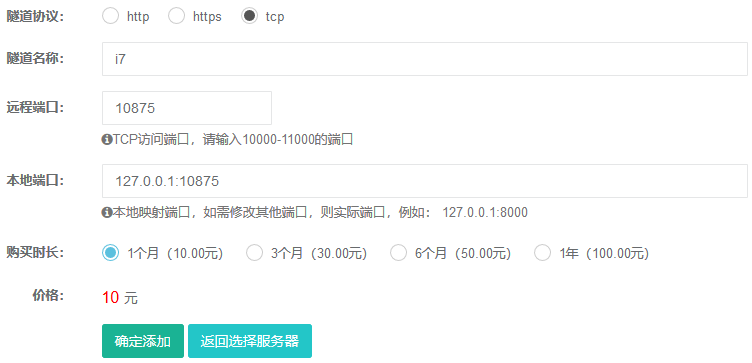 隧道协议： http https tcp
隧道名称： i7
远程端口： 10875
TCP访问端口，请输入10000-11000的端口
本地端口： 127.0.0.1:10875
本地映射端口，如需修改其他端口，则实际端口，例如： 127.0.0.1:8000
购买时长： 1个月（10.00元） 3个月（30.00元） 6个月（50.00元） 1年（100.00元）
价格： 10 元
确定添加 返回选择服务器